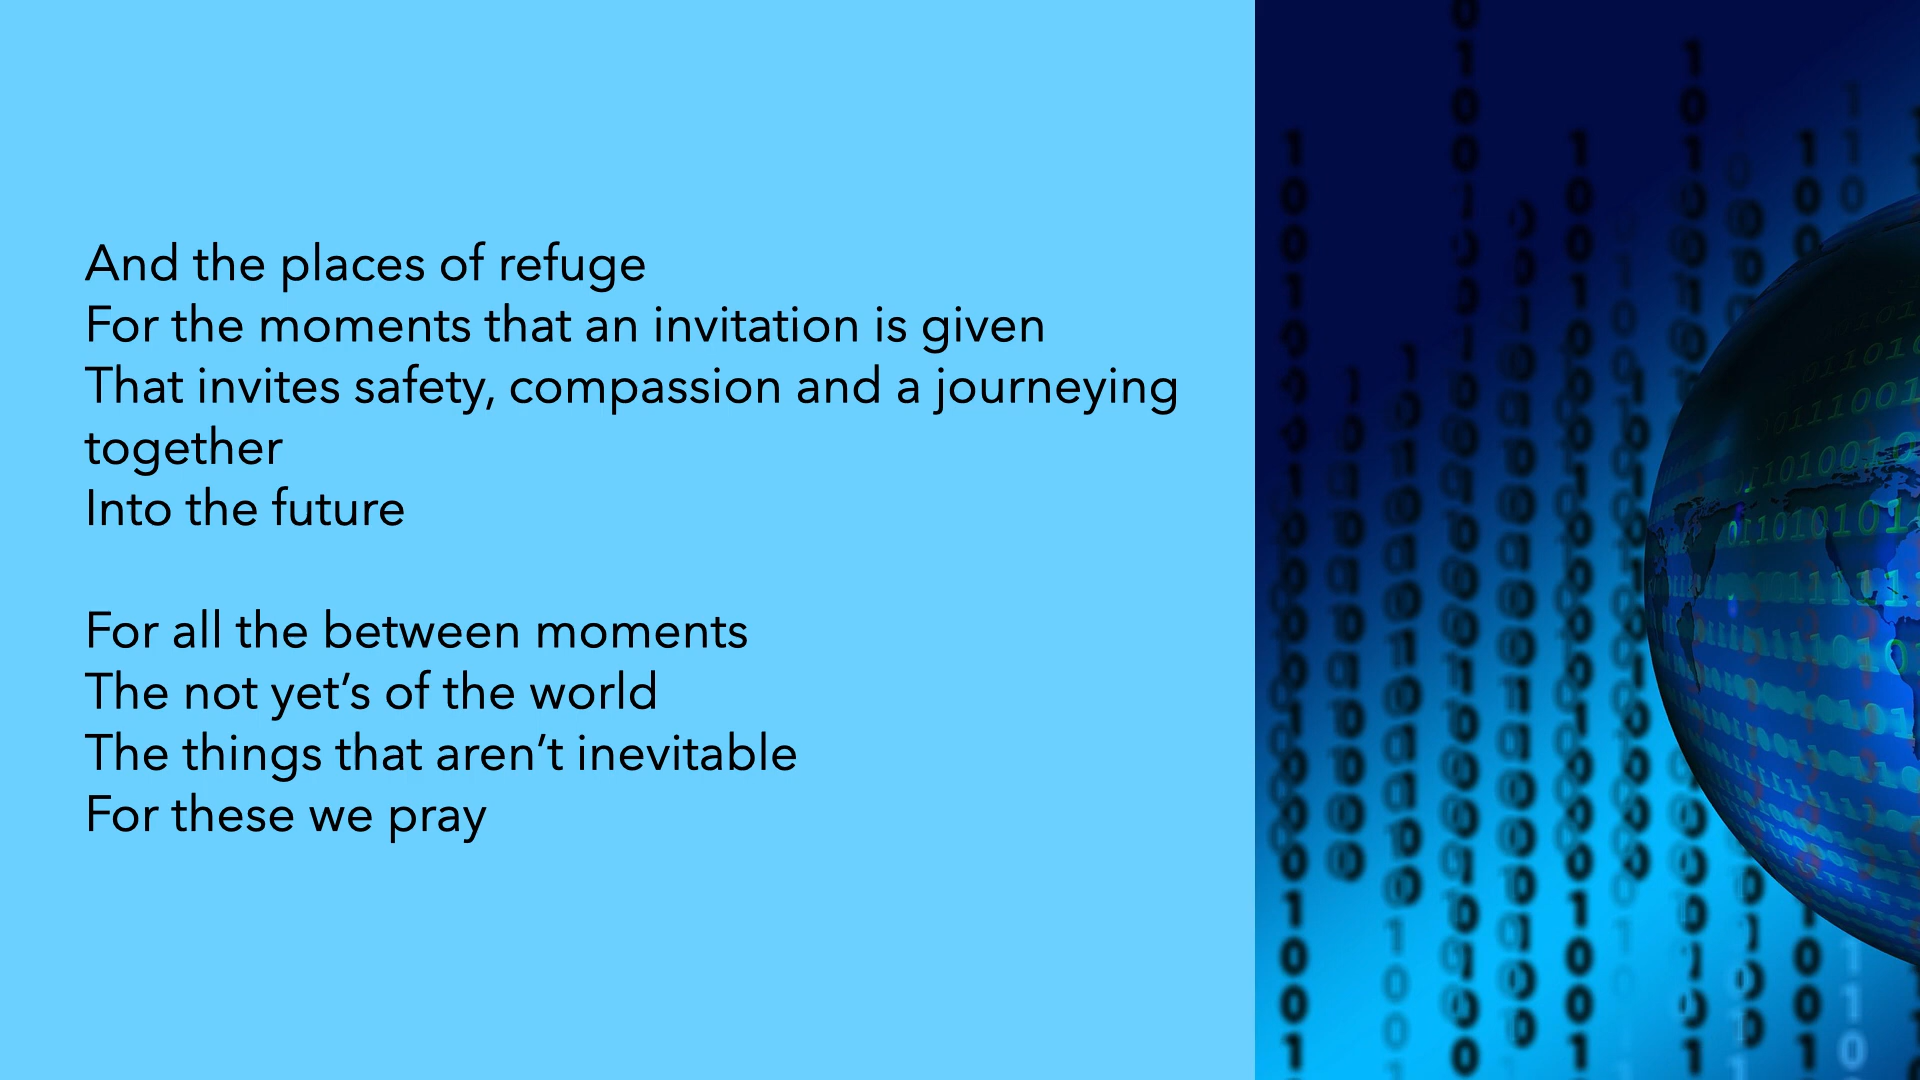 And the places of refuge
For the moments that an invitation is given
That invites safety, compassion and a journeying
together
Into the future
For all the between moments
The not yet’s of the world
The things that aren’t inevitable
For these we pray